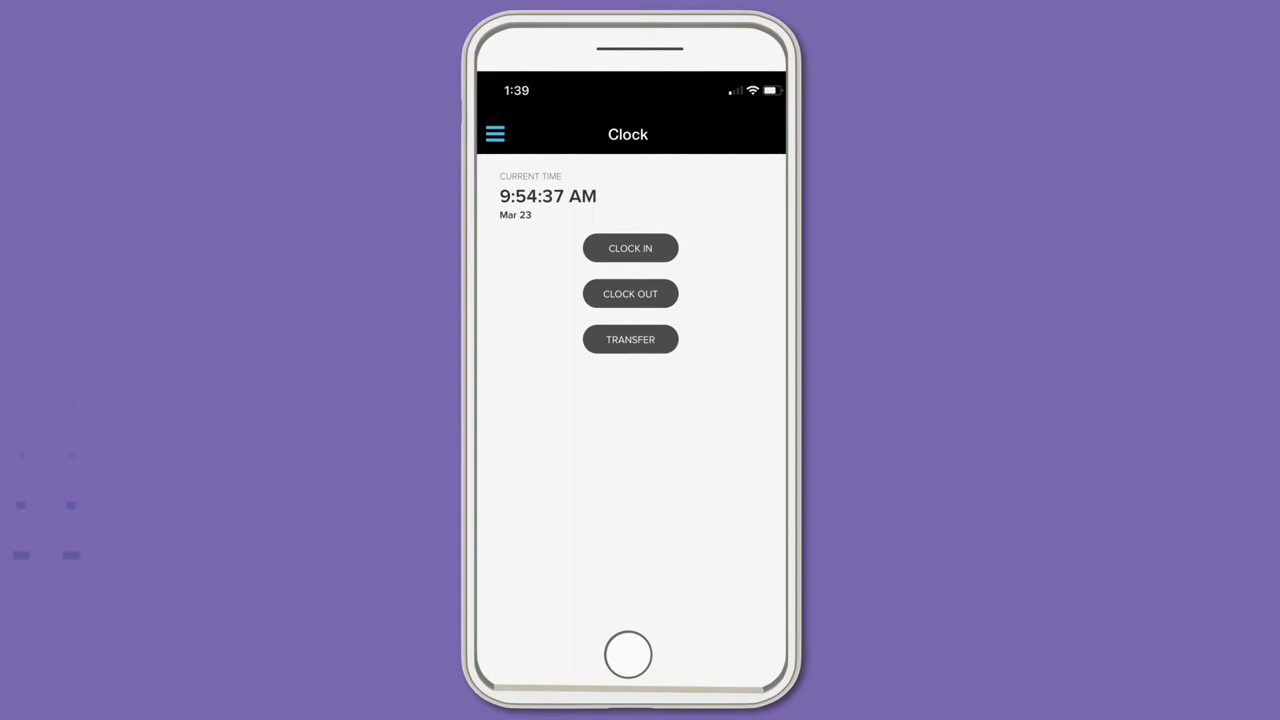 1:39
Clock
CURRENT TIME
9:54:37 AM
Mar 23
CLOCK IN
CLOCK OUT
TRANSFER